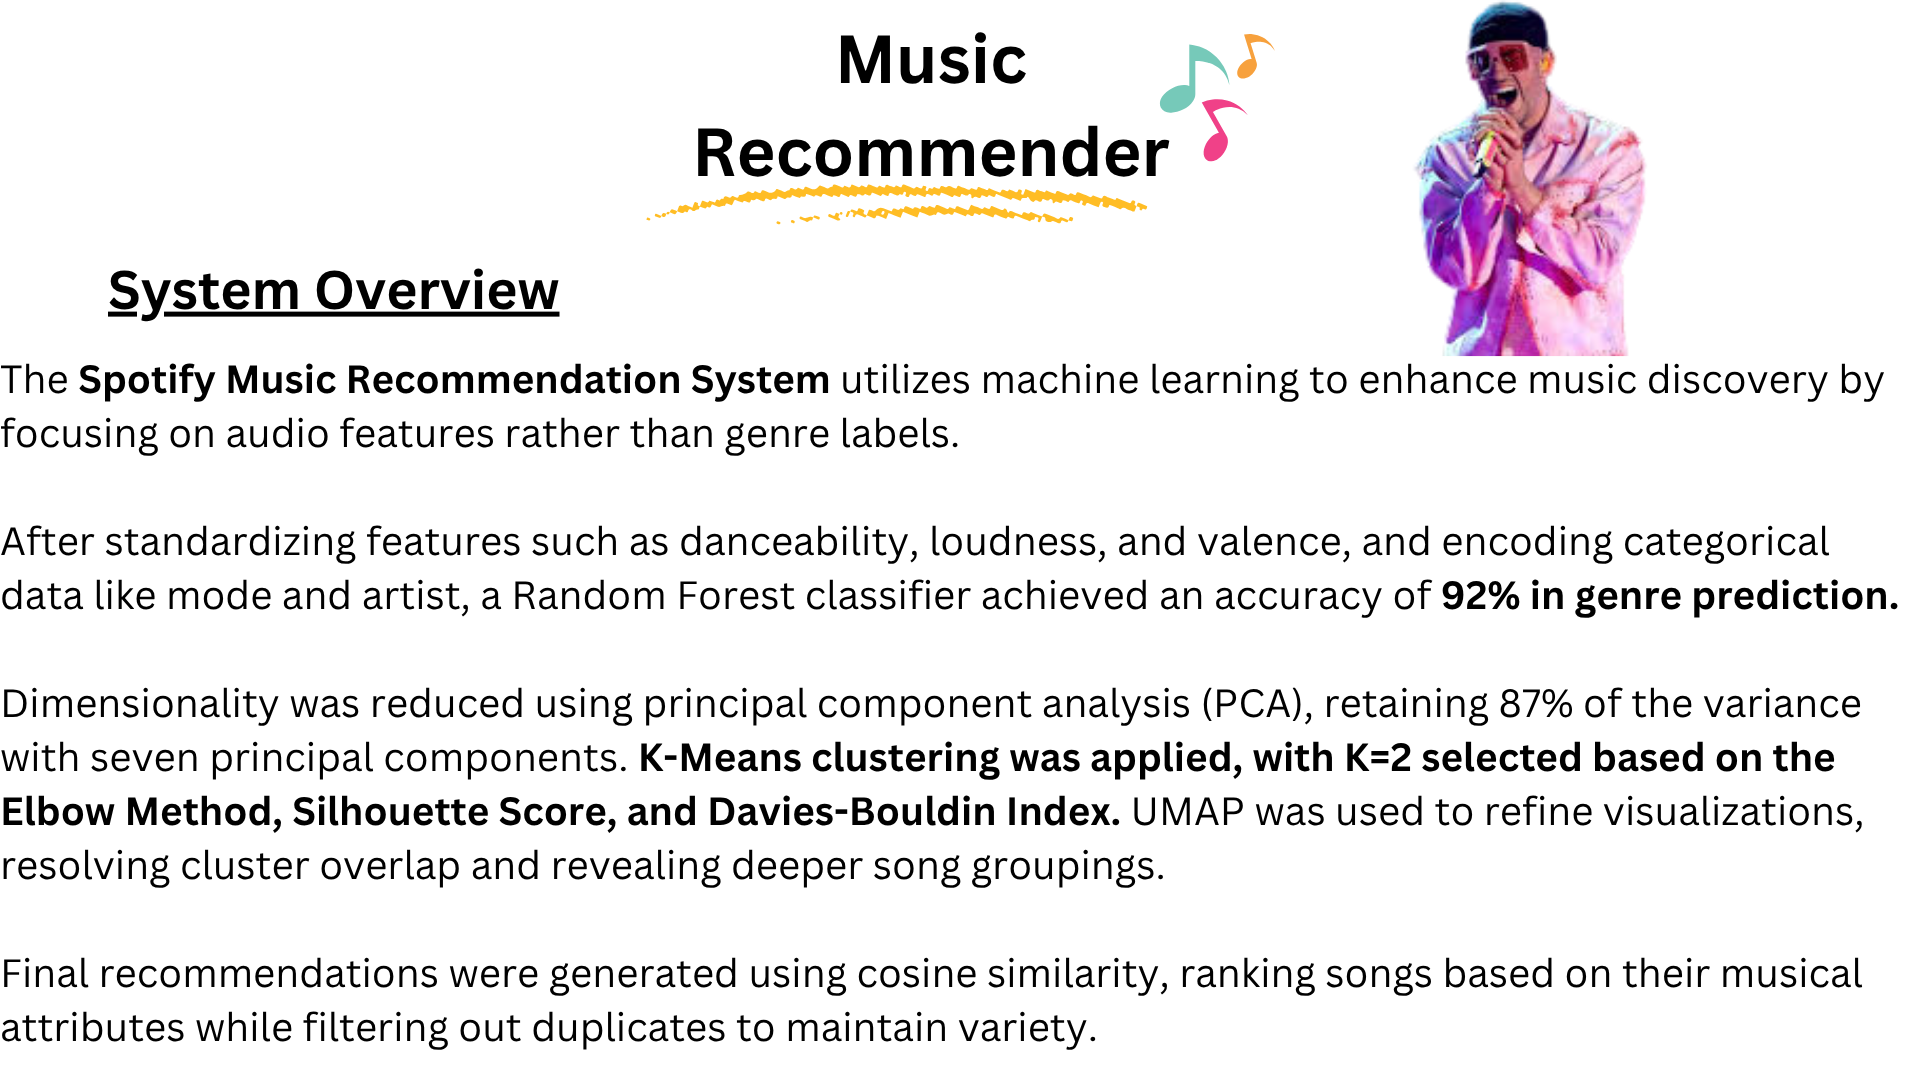 Music
Recommender
System Overview
The Spotify Music Recommendation System utilizes machine learning to enhance music discovery by
focusing on audio features rather than genre labels.
After standardizing features such as danceability, loudness, and valence, and encoding categorical
data like mode and artist, a Random Forest classifier achieved an accuracy of 92% in genre prediction.
Dimensionality was reduced using principal component analysis (PCA), retaining 87% of the variance
with seven principal components. K-Means clustering was applied, with K=2 selected based on the
Elbow Method, Silhouette Score, and Davies-Bouldin Index. UMAP was used to refine visualizations,
resolving cluster overlap and revealing deeper song groupings.
Final recommendations were generated using cosine similarity, ranking songs based on their musical
attributes while filtering out duplicates to maintain variety.